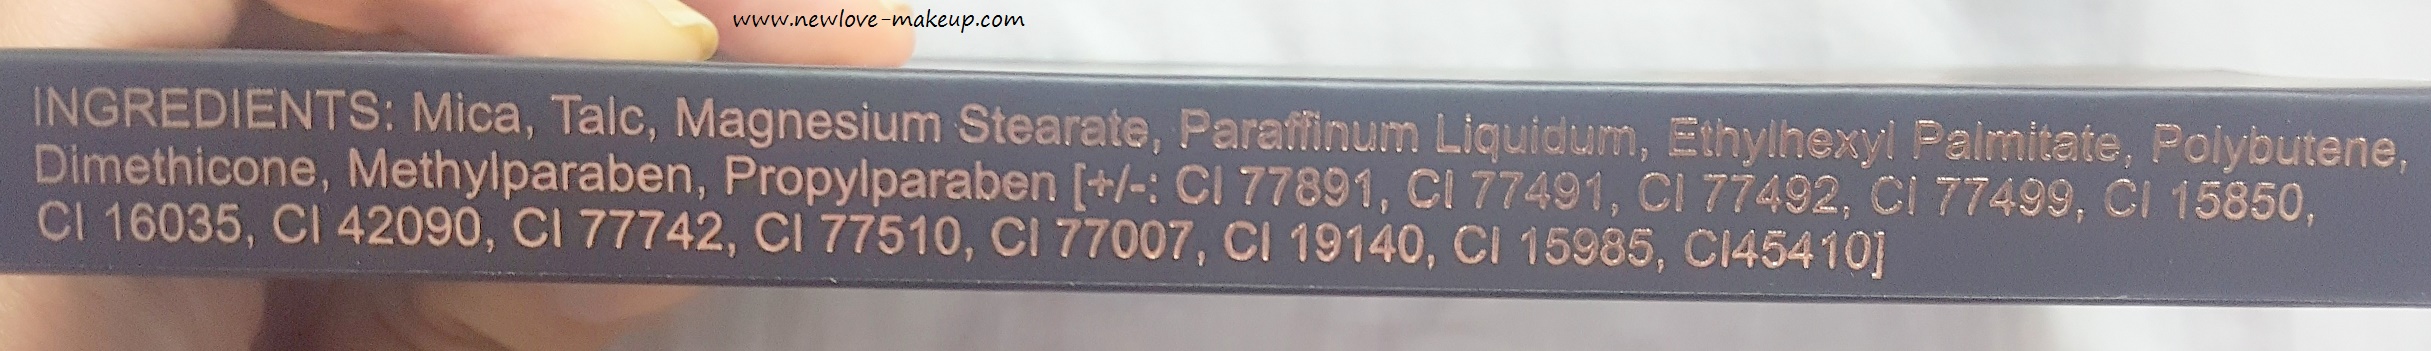 www.newlove-makeup.com
INGREDIENTS: Mica, Talc, Magnesium Stearate, Paraffinum Liquidum, Ethylhexyl Palmitate, Polybutene,
Dimethicone, Methylparaben, Propylparaben [+/-: CI 77891, CI 77491, CI 77492, CI 77499, CI 15850,
CI 16035, CI 42090, CI 77742, CI 77510, CI 77007, CI 19140, CI 15985, CI45410]